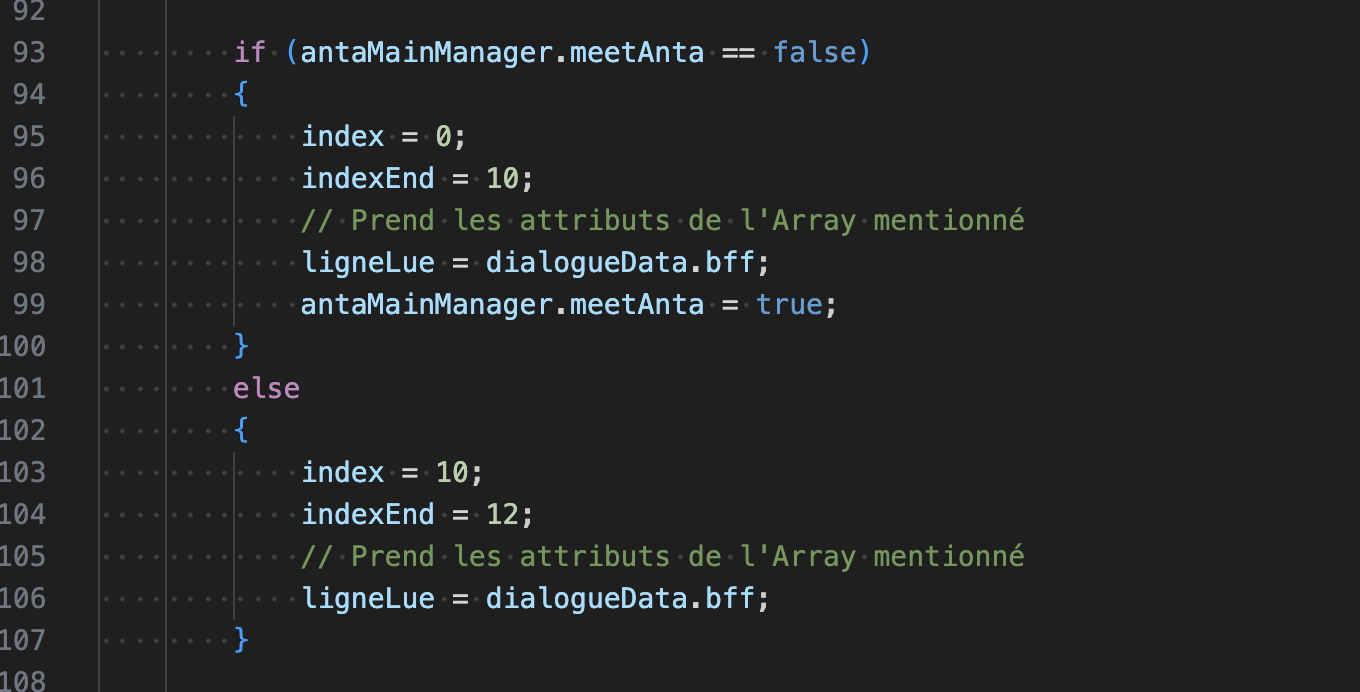 92
93 if (antaMainManager.meetAnta == false)
94 {
95 index = 0;
96 indexEnd = 10;
97 // Prend les attributs de l'Array mentionné
98 ligneLue = dialogueData.bff;
99 antaMainManager.meetAnta = true;
100 }
101 else
102 {
103 index = 10;
104 indexEnd = 12;
105 // Prend les attributs de l'Array mentionné
106 ligneLue = dialogueData.bff;
107 }
108